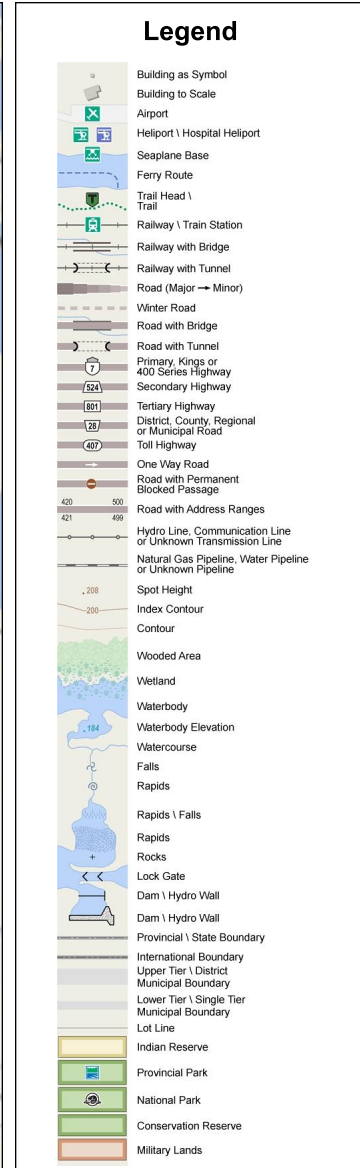 Legend
Building as Symbol
Building to Scale
Airport
Heliport \ Hospital Heliport
Seaplane Base
Ferry Route
T
Trail Head \
Trail
Railway \ Train Station
Railway with Bridge
Railway with Tunnel
Road (Major → Minor)
Winter Road
Road with Bridge
Road with Tunnel
7
Primary, Kings or
400 Series Highway
524
Secondary Highway
801
Tertiary Highway
28
District, County, Regional
or Municipal Road
407
Toll Highway
One Way Road
Road with Permanent
Blocked Passage
420 500
Road with Address Ranges
421 499
Hydro Line, Communication Line
or Unknown Transmission Line
Natural Gas Pipeline, Water Pipeline
or Unknown Pipeline
.208
Spot Height
200
Index Contour
Contour
Wooded Area
Wetland
Waterbody
.184
Waterbody Elevation
Watercourse
Falls
Rapids
Rapids \ Falls
Rapids
Rocks
Lock Gate
Dam \ Hydro Wall
Dam \ Hydro Wall
Provincial \ State Boundary
International Boundary
Upper Tier \ District
Municipal Boundary
Lower Tier \ Single Tier
Municipal Boundary
Lot Line
Indian Reserve
Provincial Park
National Park
Conservation Reserve
Military Lands